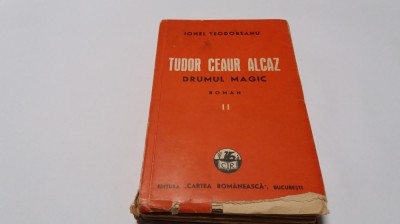 IONEL TEODOREANU
TUDOR CEAUR ALCAZ
DRUMUL MAGIC
ROMAN
II
EDITURA „CARTEA ROMÂNEASCĂ”, BUCUREȘTI